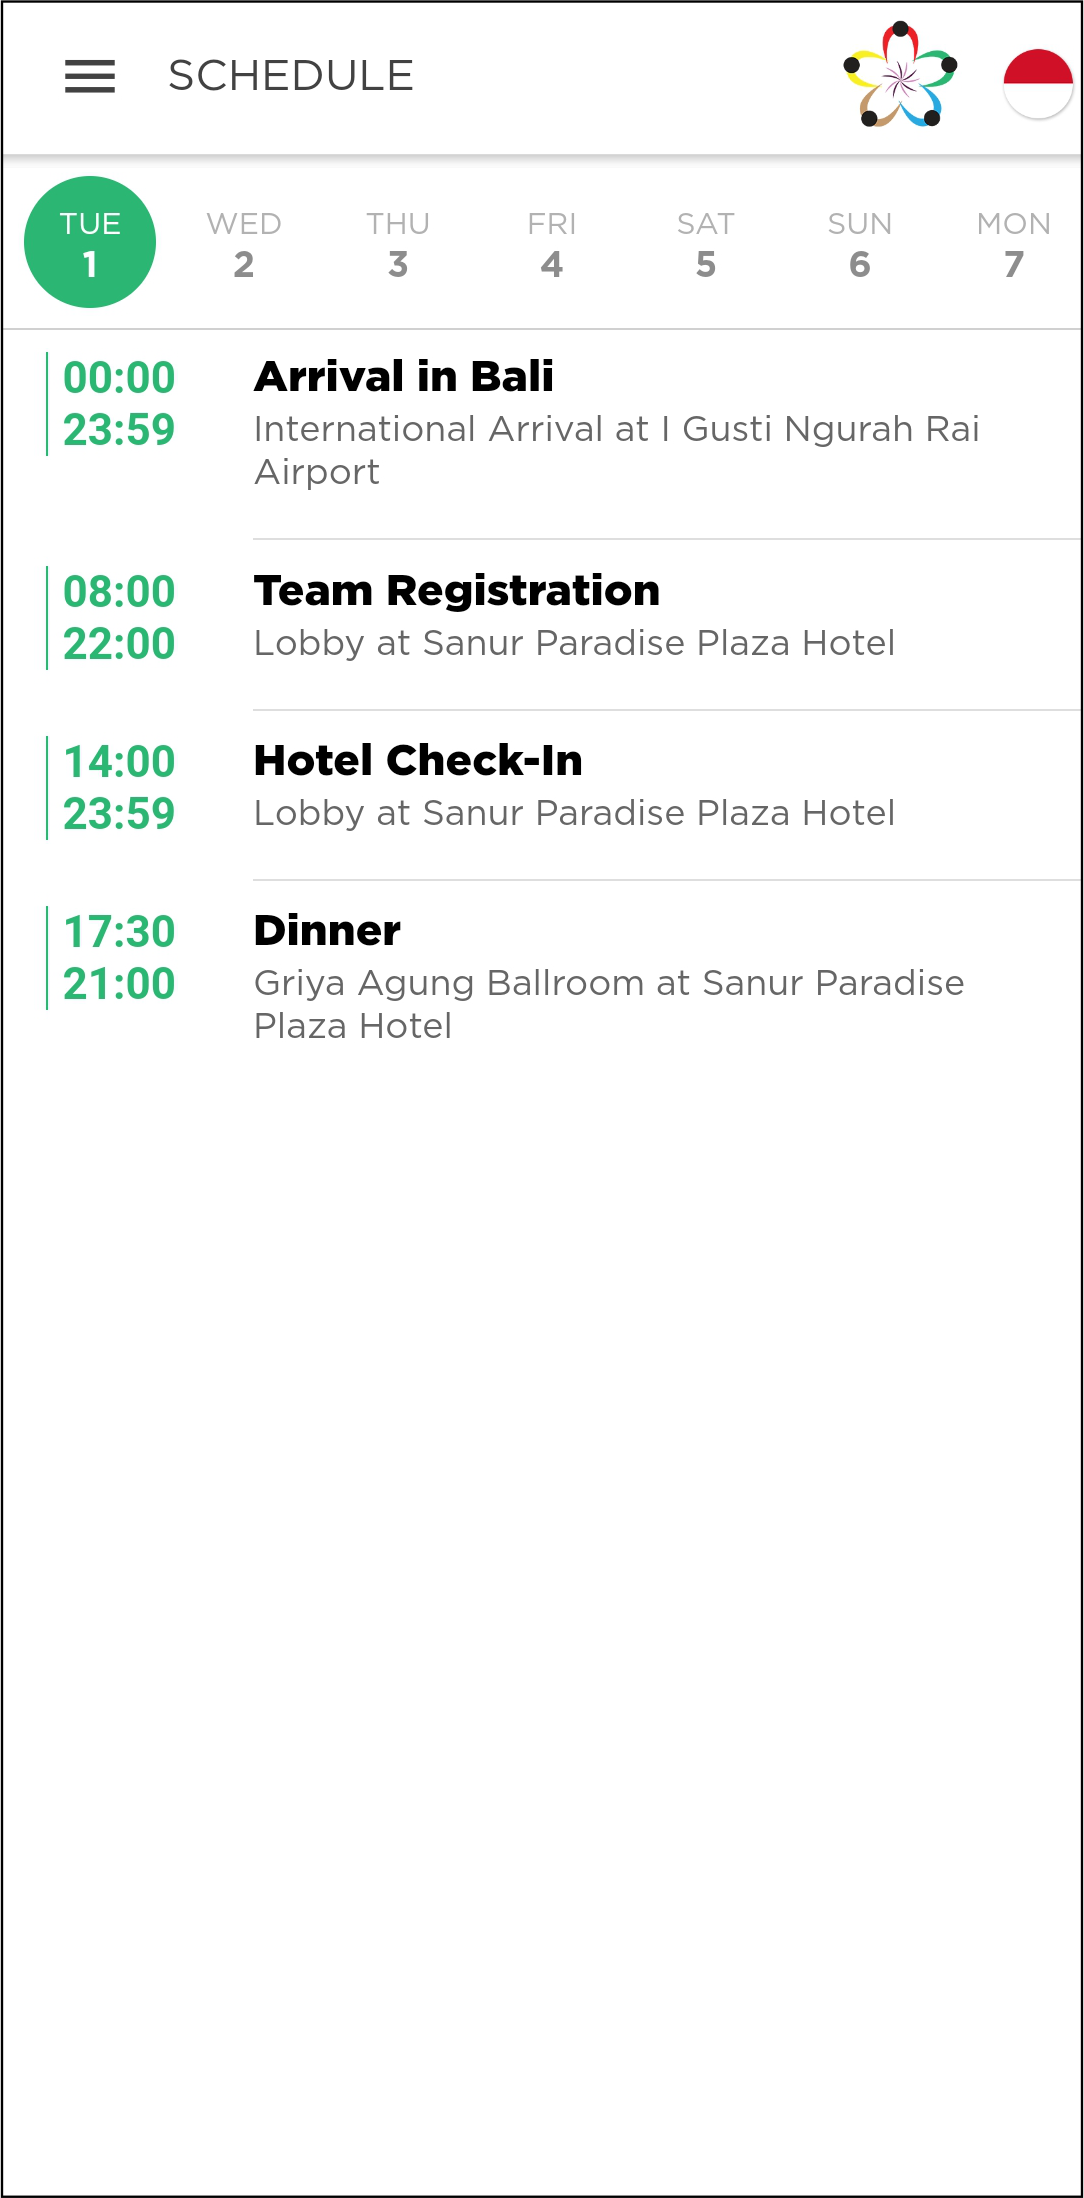 SCHEDULE
TUE WED THU FRI SAT SUN MON
1 2 3 4 5 6 7
00:00 Arrival in Bali
23:59 International Arrival at I Gusti Ngurah Rai
Airport
08:00 Team Registration
22:00 Lobby at Sanur Paradise Plaza Hotel
14:00 Hotel Check-In
23:59 Lobby at Sanur Paradise Plaza Hotel
17:30 Dinner
21:00 Griya Agung Ballroom at Sanur Paradise
Plaza Hotel